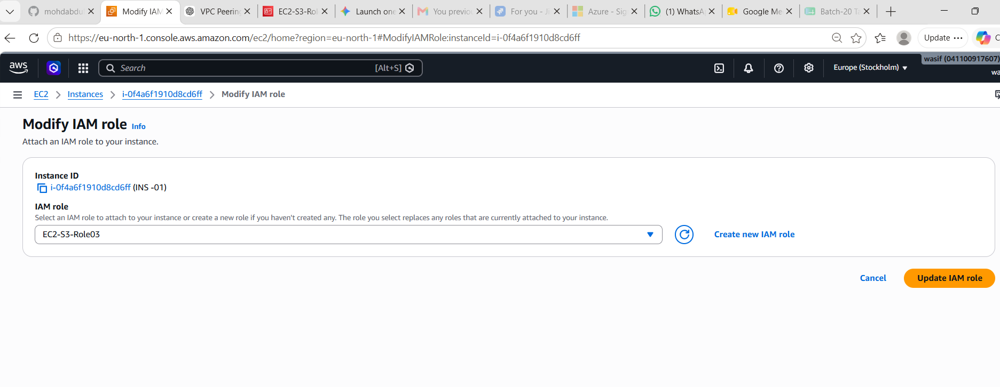 mohdabdul
Modify IAM
VPC Peering
EC2-S3-Rol
Launch one
You previou
For you - Ji
Azure - Sig
(1) WhatsA
Google Me
Batch-20 Ta
https://eu-north-1.console.aws.amazon.com/ec2/home?region=eu-north-1#ModifyIAMRole:instanceId=i-0f4a6f1910d8cd6ff
Update
aws
Search
[Alt+S]
Europe (Stockholm)
wasif (041100917607)
wa
EC2
Instances
i-0f4a6f1910d8cd6ff
Modify IAM role
Modify IAM role Info
Attach an IAM role to your instance.
Instance ID
i-0f4a6f1910d8cd6ff (INS -01)
IAM role
Select an IAM role to attach to your instance or create a new role if you haven't created any. The role you select replaces any roles that are currently attached to your instance.
EC2-S3-Role03
Create new IAM role
Cancel
Update IAM role